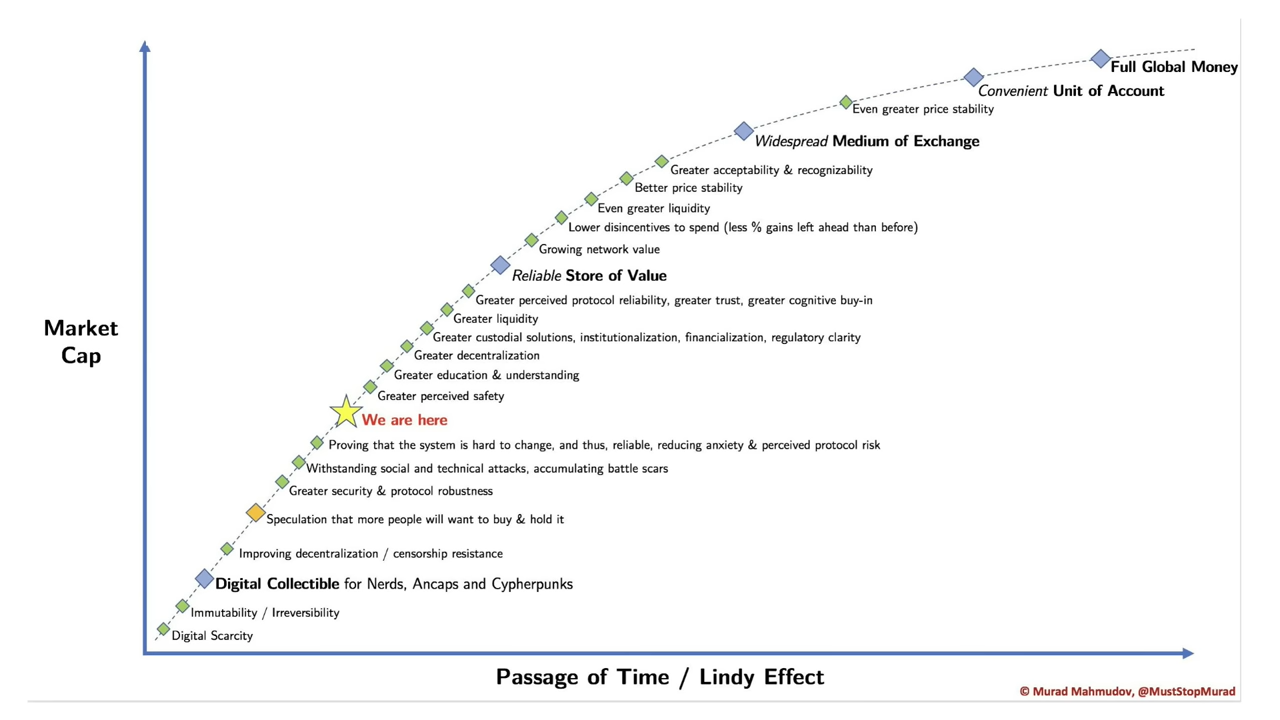 Full Global Money
Convenient Unit of Account
Even greater price stability
Widespread Medium of Exchange
Greater acceptability & recognizability
Better price stability
Even greater liquidity
Lower disincentives to spend (less % gains left ahead than before)
Growing network value
Reliable Store of Value
Greater perceived protocol reliability, greater trust, greater cognitive buy-in
Greater liquidity
Market
Cap
Greater custodial solutions, institutionalization, financialization, regulatory clarity
Greater decentralization
Greater education & understanding
Greater perceived safety
We are here
Proving that the system is hard to change, and thus, reliable, reducing anxiety & perceived protocol risk
Withstanding social and technical attacks, accumulating battle scars
Greater security & protocol robustness
Speculation that more people will want to buy & hold it
Improving decentralization / censorship resistance
Digital Collectible for Nerds, Ancaps and Cypherpunks
Immutability / Irreversibility
Digital Scarcity
Passage of Time / Lindy Effect
© Murad Mahmudov, @MustStopMurad